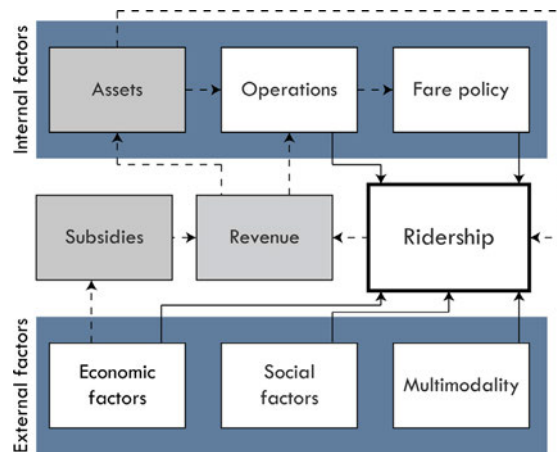 Internal factors
Assets
Operations
Fare policy
Subsidies
Revenue
Ridership
External factors
Economic
factors
Social
factors
Multimodality